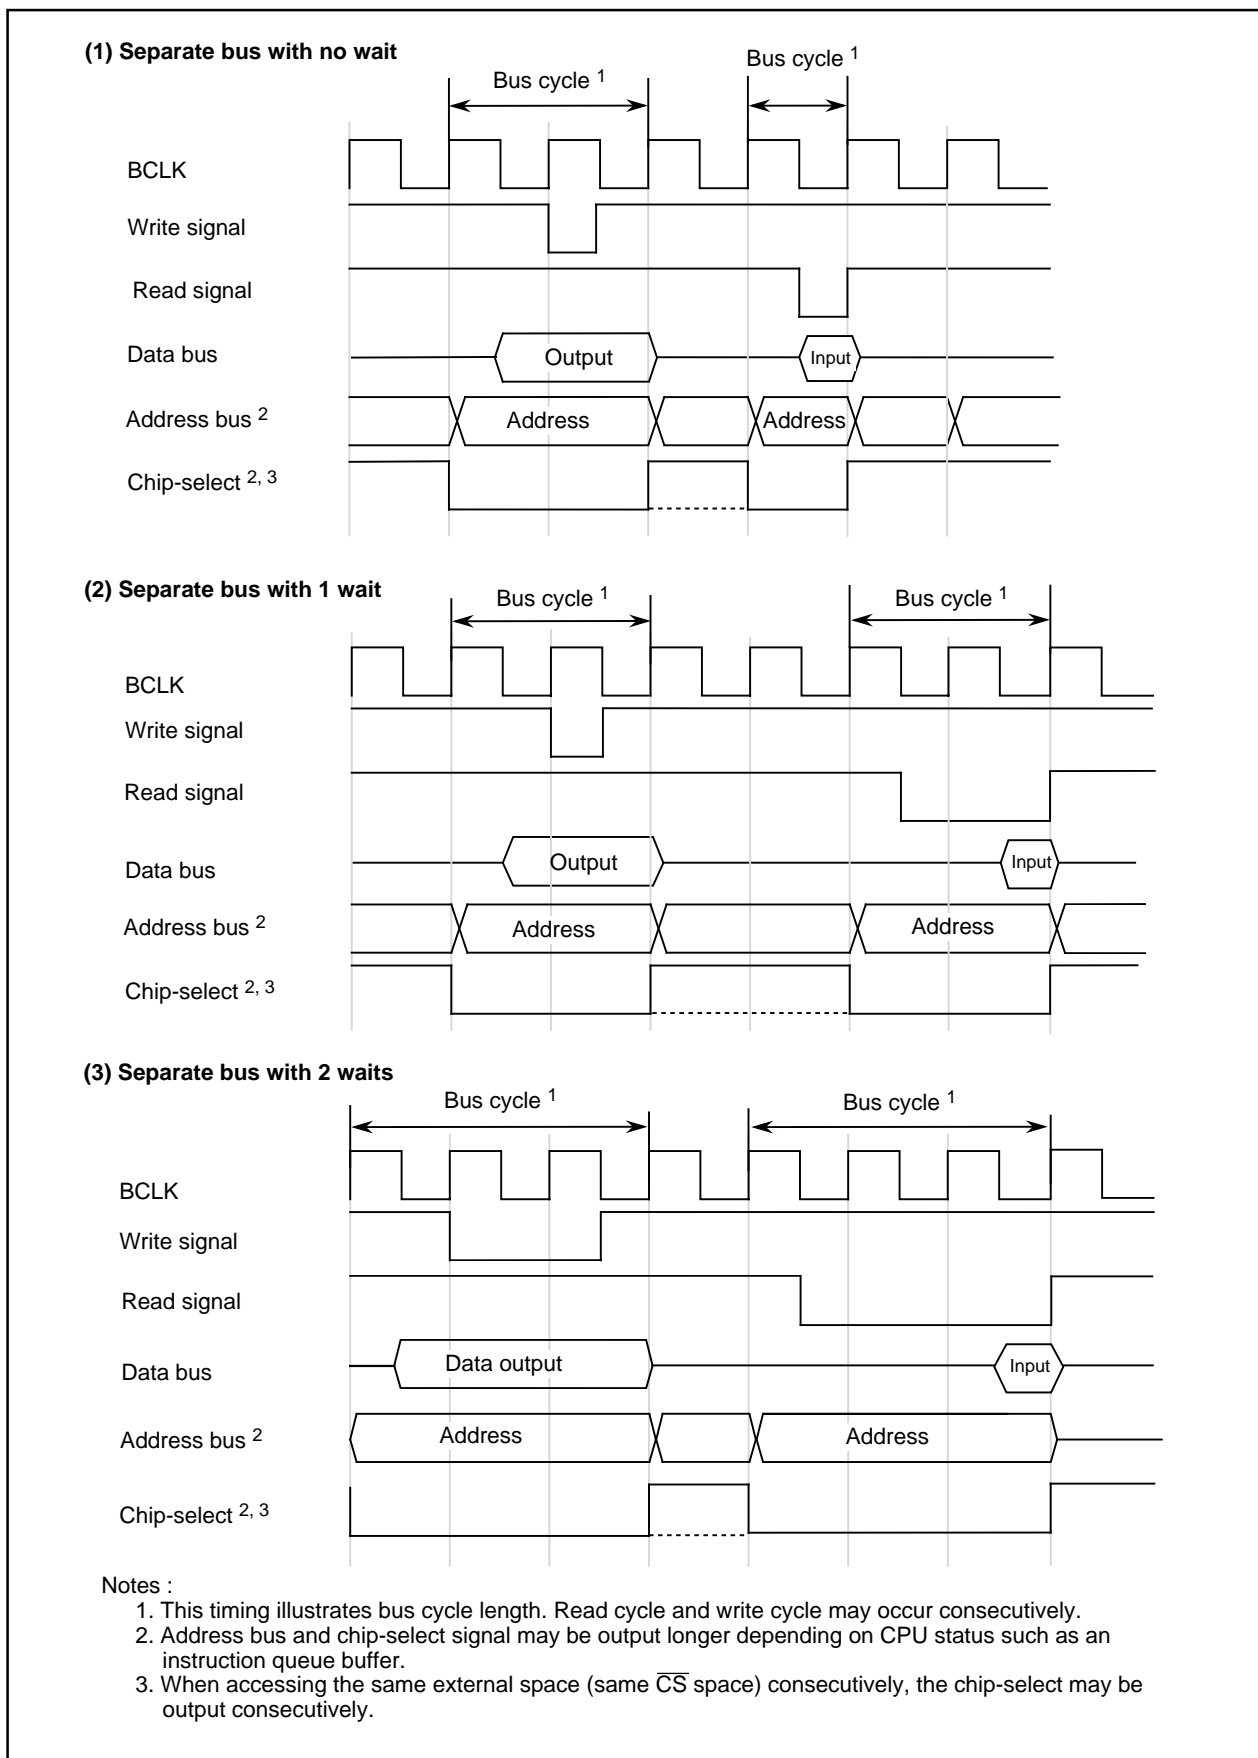 (1) Separate bus with no wait
Bus cycle 1
Bus cycle 1
BCLK
Write signal
Read signal
Data bus
Output
Input
Address bus 2
Address
Address
Chip-select 2, 3
(2) Separate bus with 1 wait
Bus cycle 1
Bus cycle 1
BCLK
Write signal
Read signal
Data bus
Output
Input
Address bus 2
Address
Address
Chip-select 2, 3
(3) Separate bus with 2 waits
Bus cycle 1
Bus cycle 1
BCLK
Write signal
Read signal
Data bus
Data output
Input
Address bus 2
Address
Address
Chip-select 2, 3
Notes :
1. This timing illustrates bus cycle length. Read cycle and write cycle may occur consecutively.
2. Address bus and chip-select signal may be output longer depending on CPU status such as an
instruction queue buffer.
3. When accessing the same external space (same C̅S̅ space) consecutively, the chip-select may be
output consecutively.